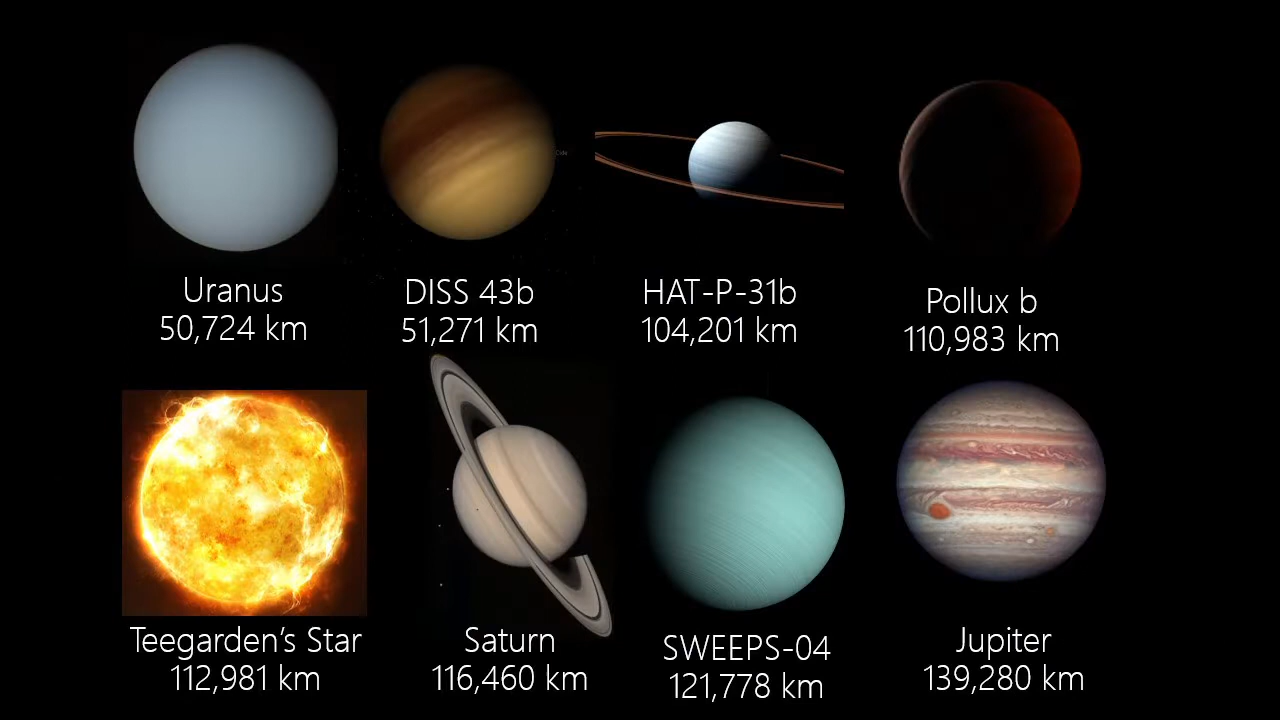 Uranus
50,724 km
DISS 43b
51,271 km
HAT-P-31b
104,201 km
Pollux b
110,983 km
Teegarden's Star
112,981 km
Saturn
116,460 km
SWEEPS-04
121,778 km
Jupiter
139,280 km